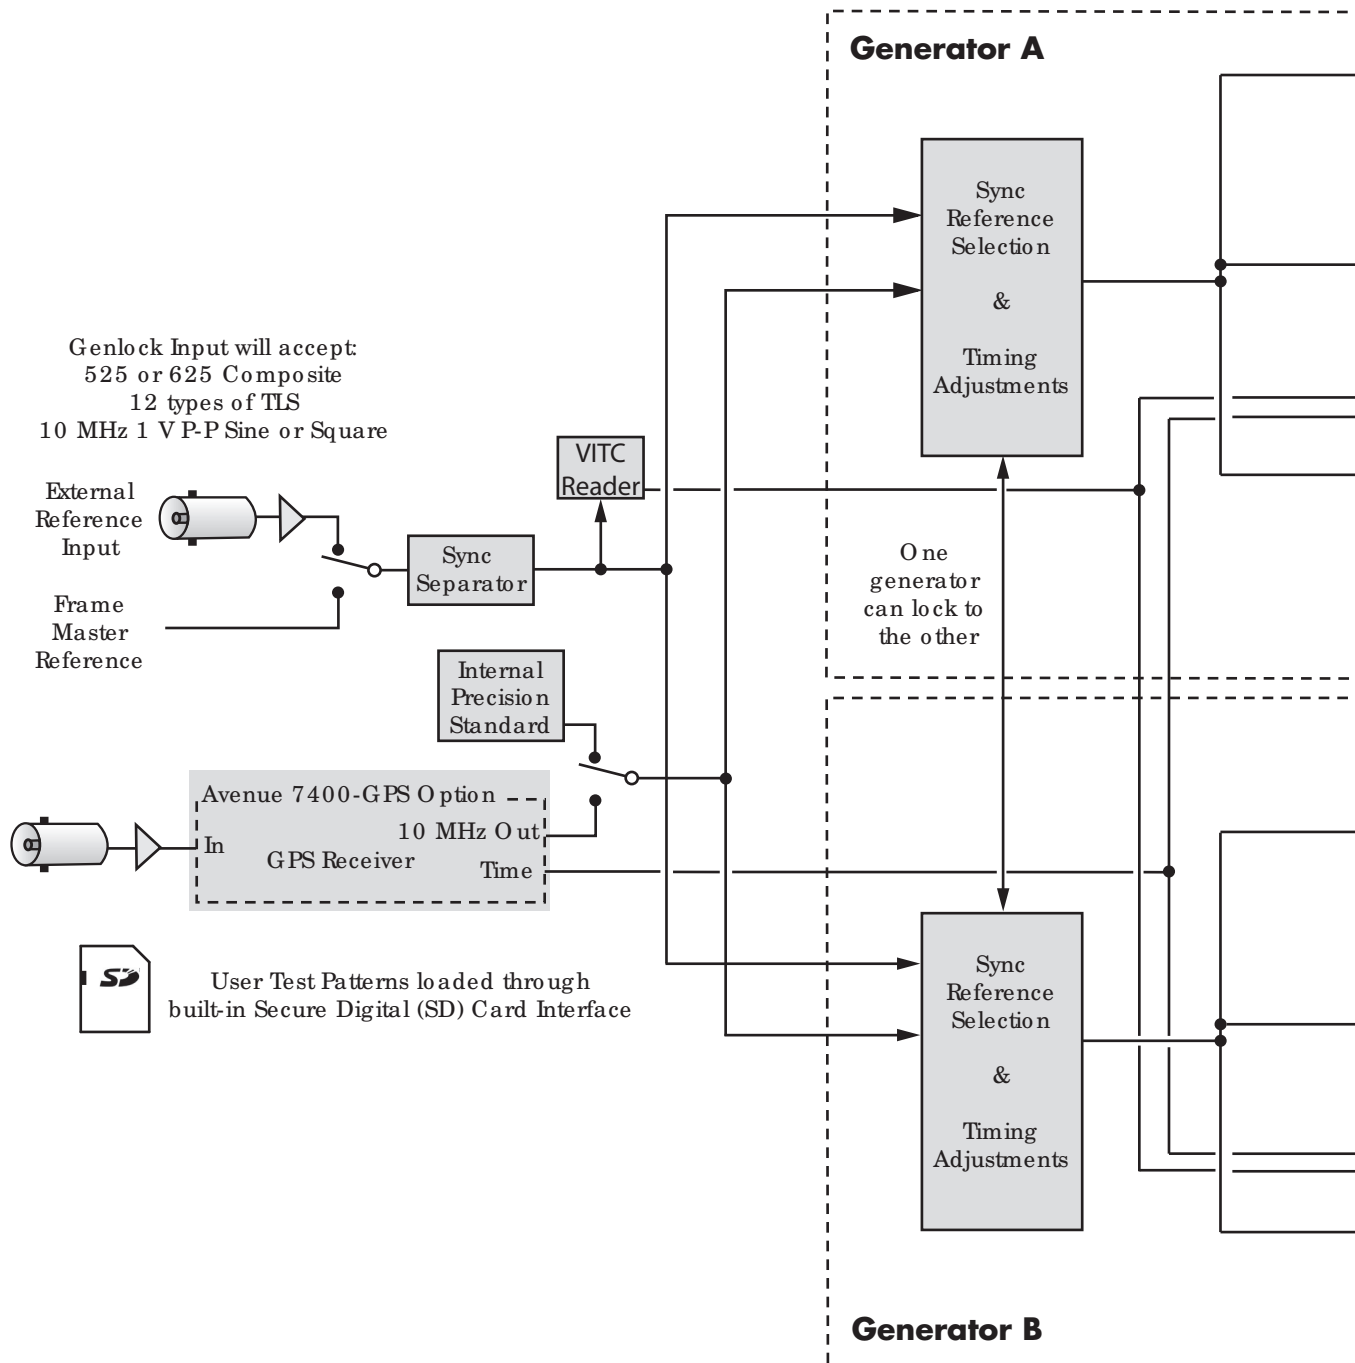 Generator A
Sync
Reference
Selection
&
Timing
Adjustments
Genlock Input will accept:
525 or 625 Composite
12 types of TLS
10 MHz 1 V P-P Sine or Square
VITC
Reader
External
Reference
Input
Sync
Separator
One
generator
can lock to
the other
Frame
Master
Reference
Internal
Precision
Standard
Avenue 7400-GPS Option
10 MHz Out
In
GPS Receiver
Time
SD
User Test Patterns loaded through
built-in Secure Digital (SD) Card Interface
Sync
Reference
Selection
&
Timing
Adjustments
Generator B